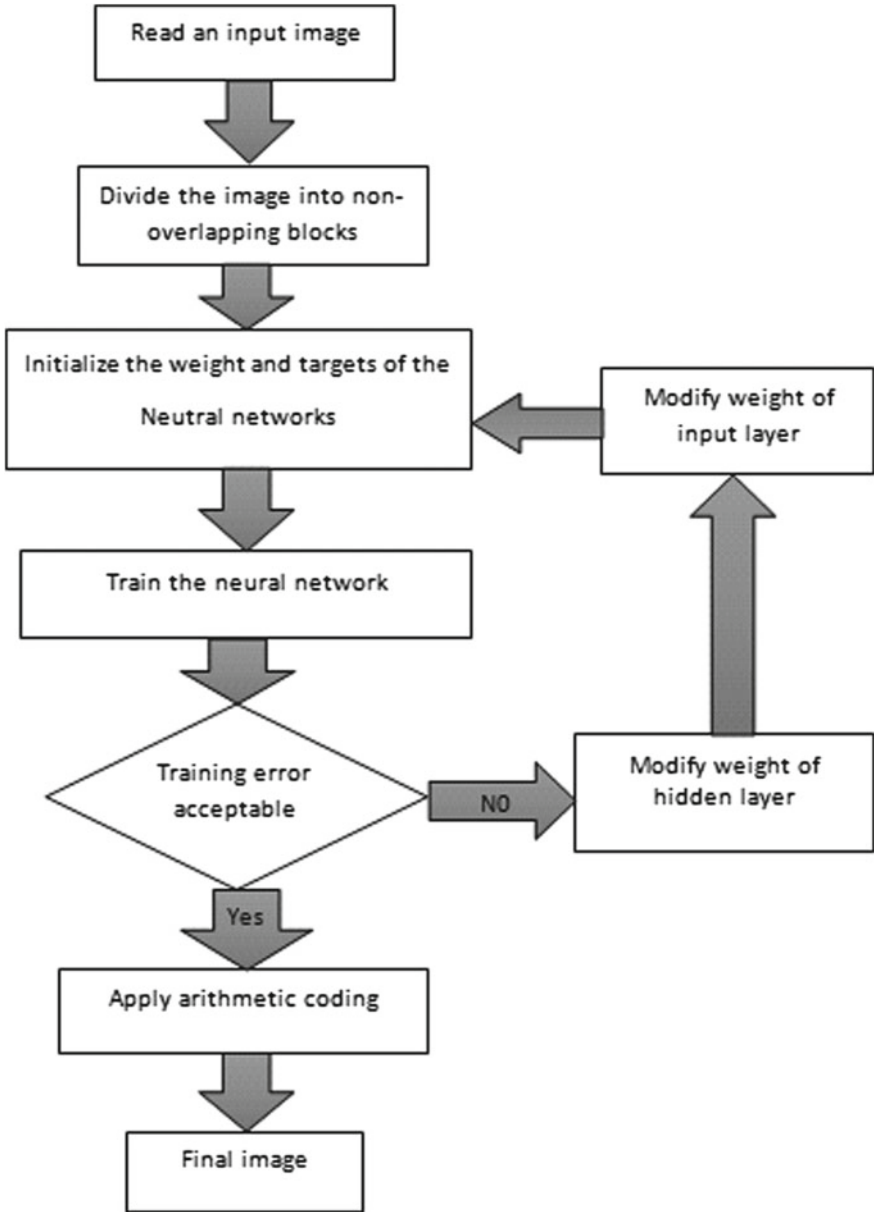 Read an input image
Divide the image into non-
overlapping blocks
Initialize the weight and targets of the
Neutral networks
Modify weight of
input layer
Train the neural network
Training error
acceptable
N0
Modify weight of
hidden layer
Yes
Apply arithmetic coding
Final image